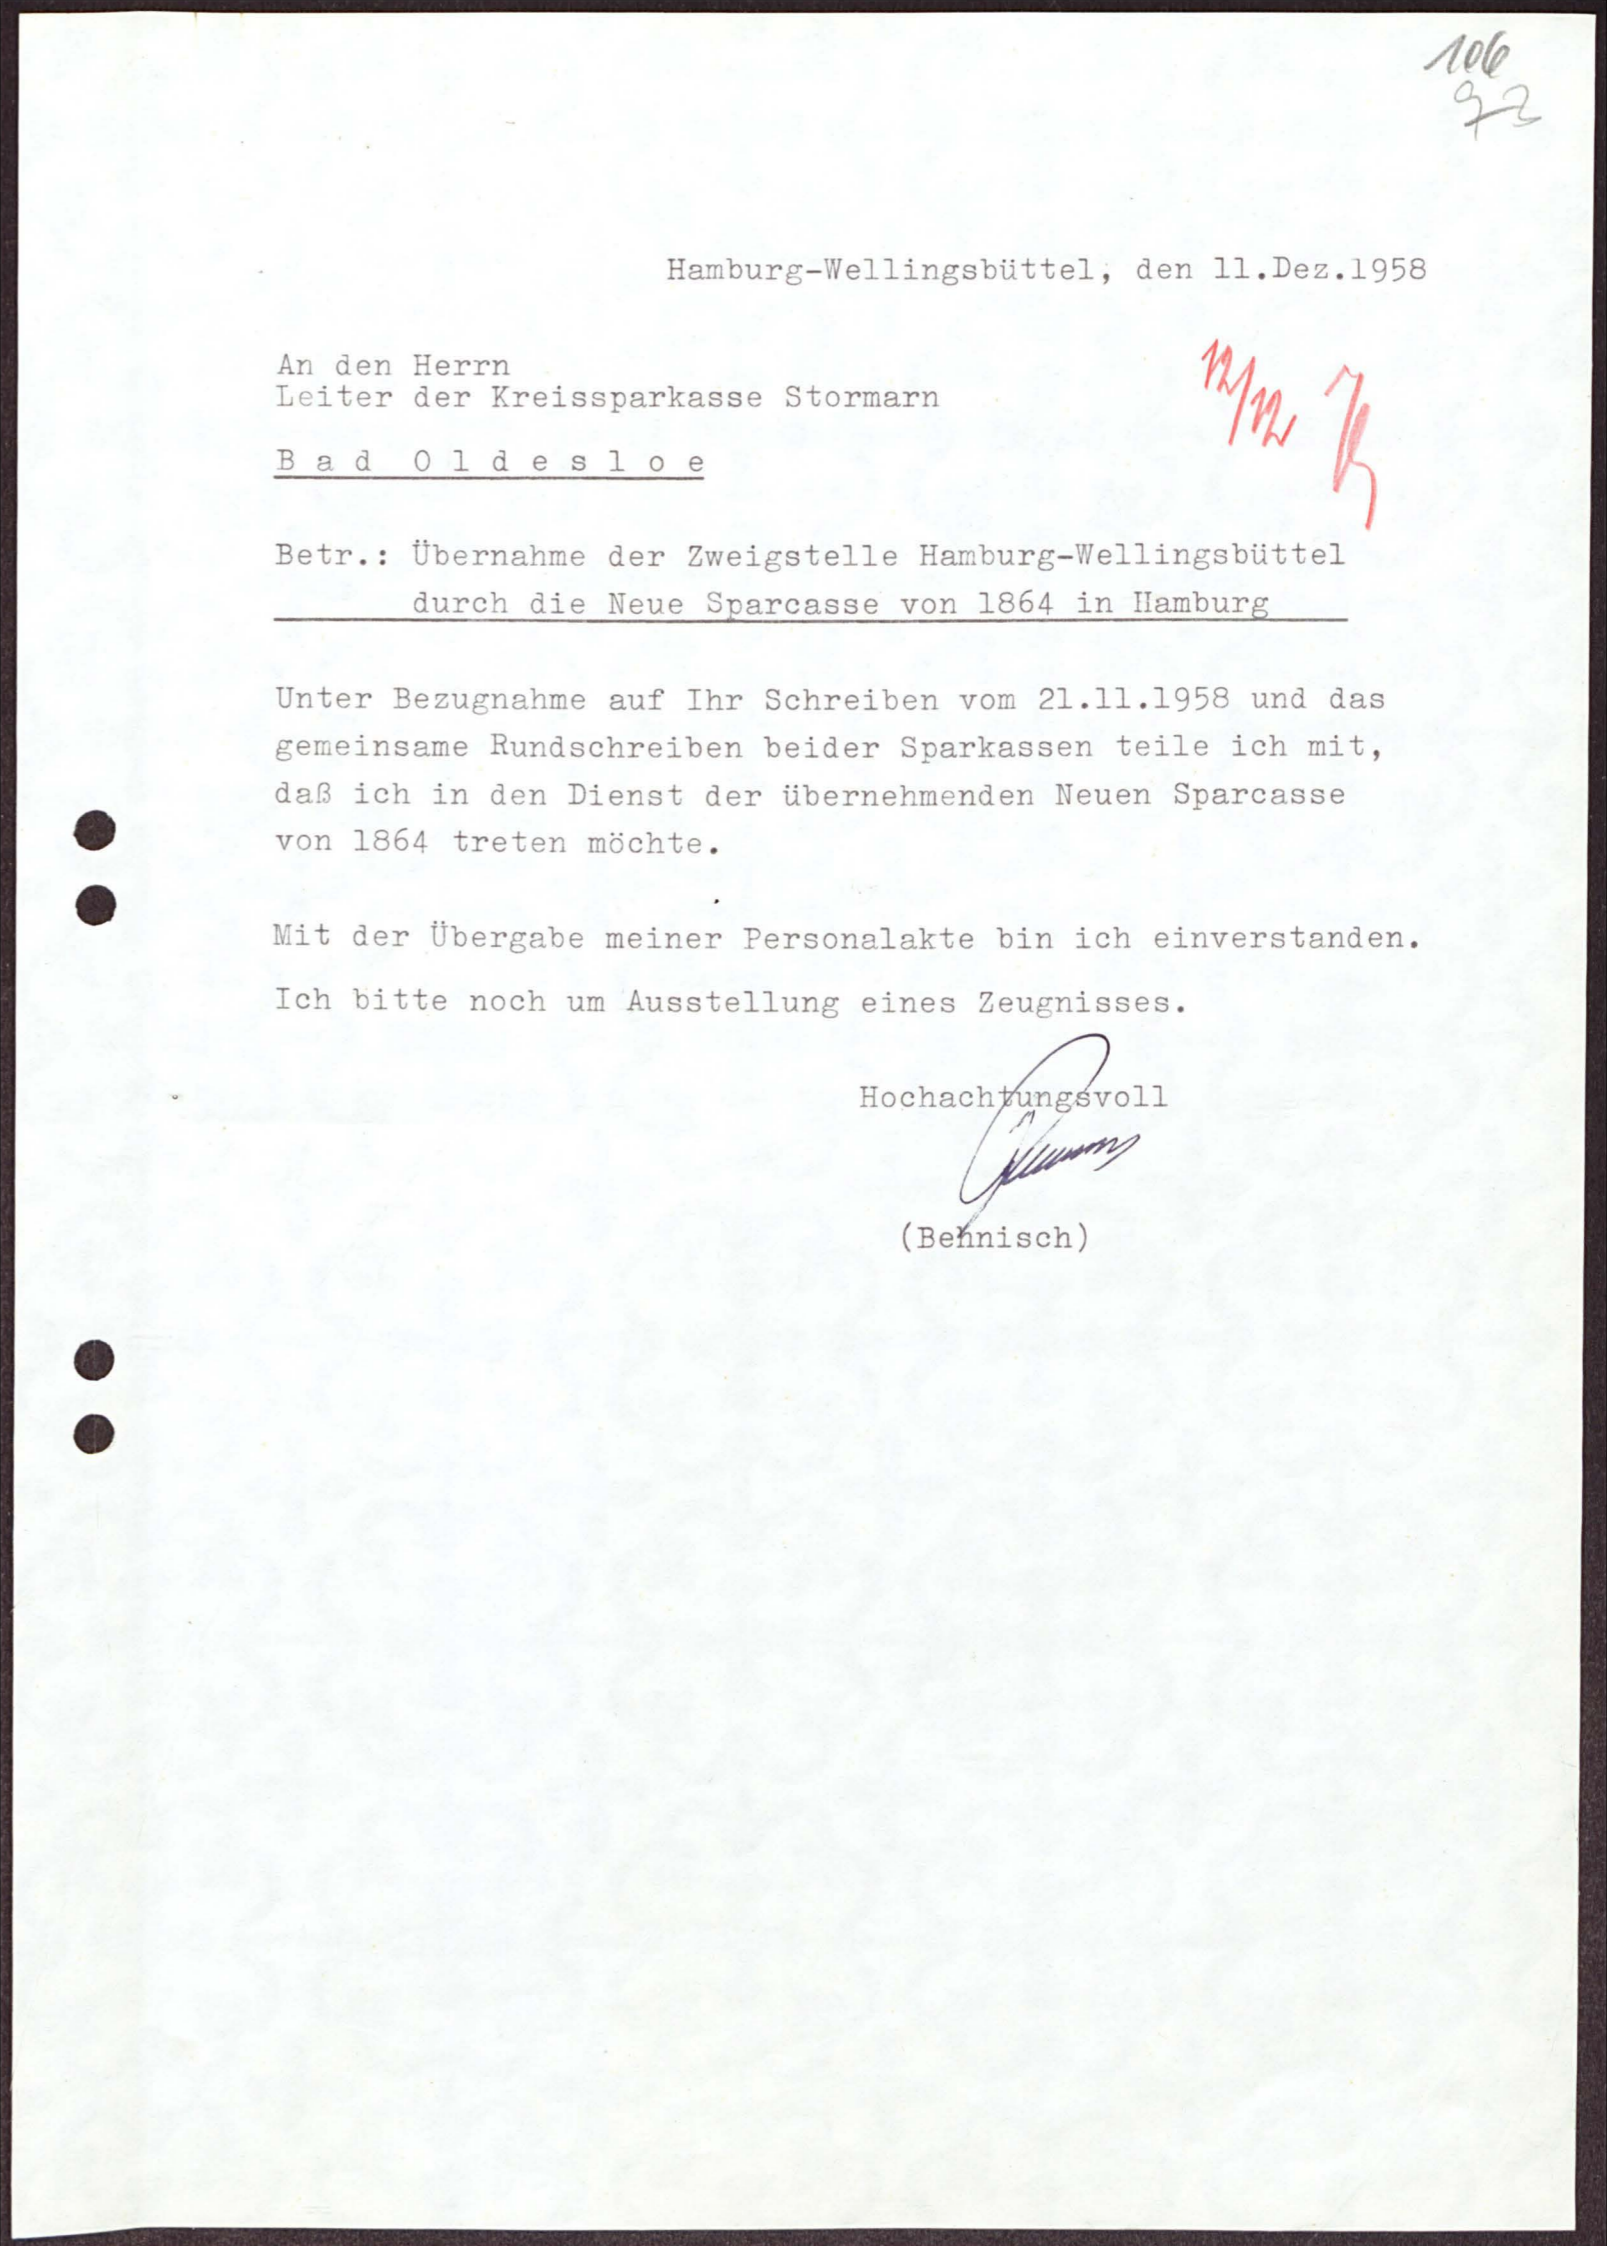 106
93
Hamburg-Wellingsbüttel, den 11.Dez.1958
An den Herrn
Leiter der Kreissparkasse Stormarn
12/12
B a d   O l d e s l o e
Betr.: Übernahme der Zweigstelle Hamburg-Wellingsbüttel
durch die Neue Sparcasse von 1864 in Hamburg
Unter Bezugnahme auf Ihr Schreiben vom 21.11.1958 und das
gemeinsame Rundschreiben beider Sparkassen teile ich mit,
daß ich in den Dienst der übernehmenden Neuen Sparcasse
von 1864 treten möchte.
Mit der Übergabe meiner Personalakte bin ich einverstanden.
Ich bitte noch um Ausstellung eines Zeugnisses.
Hochachtungsvoll
(Behnisch)